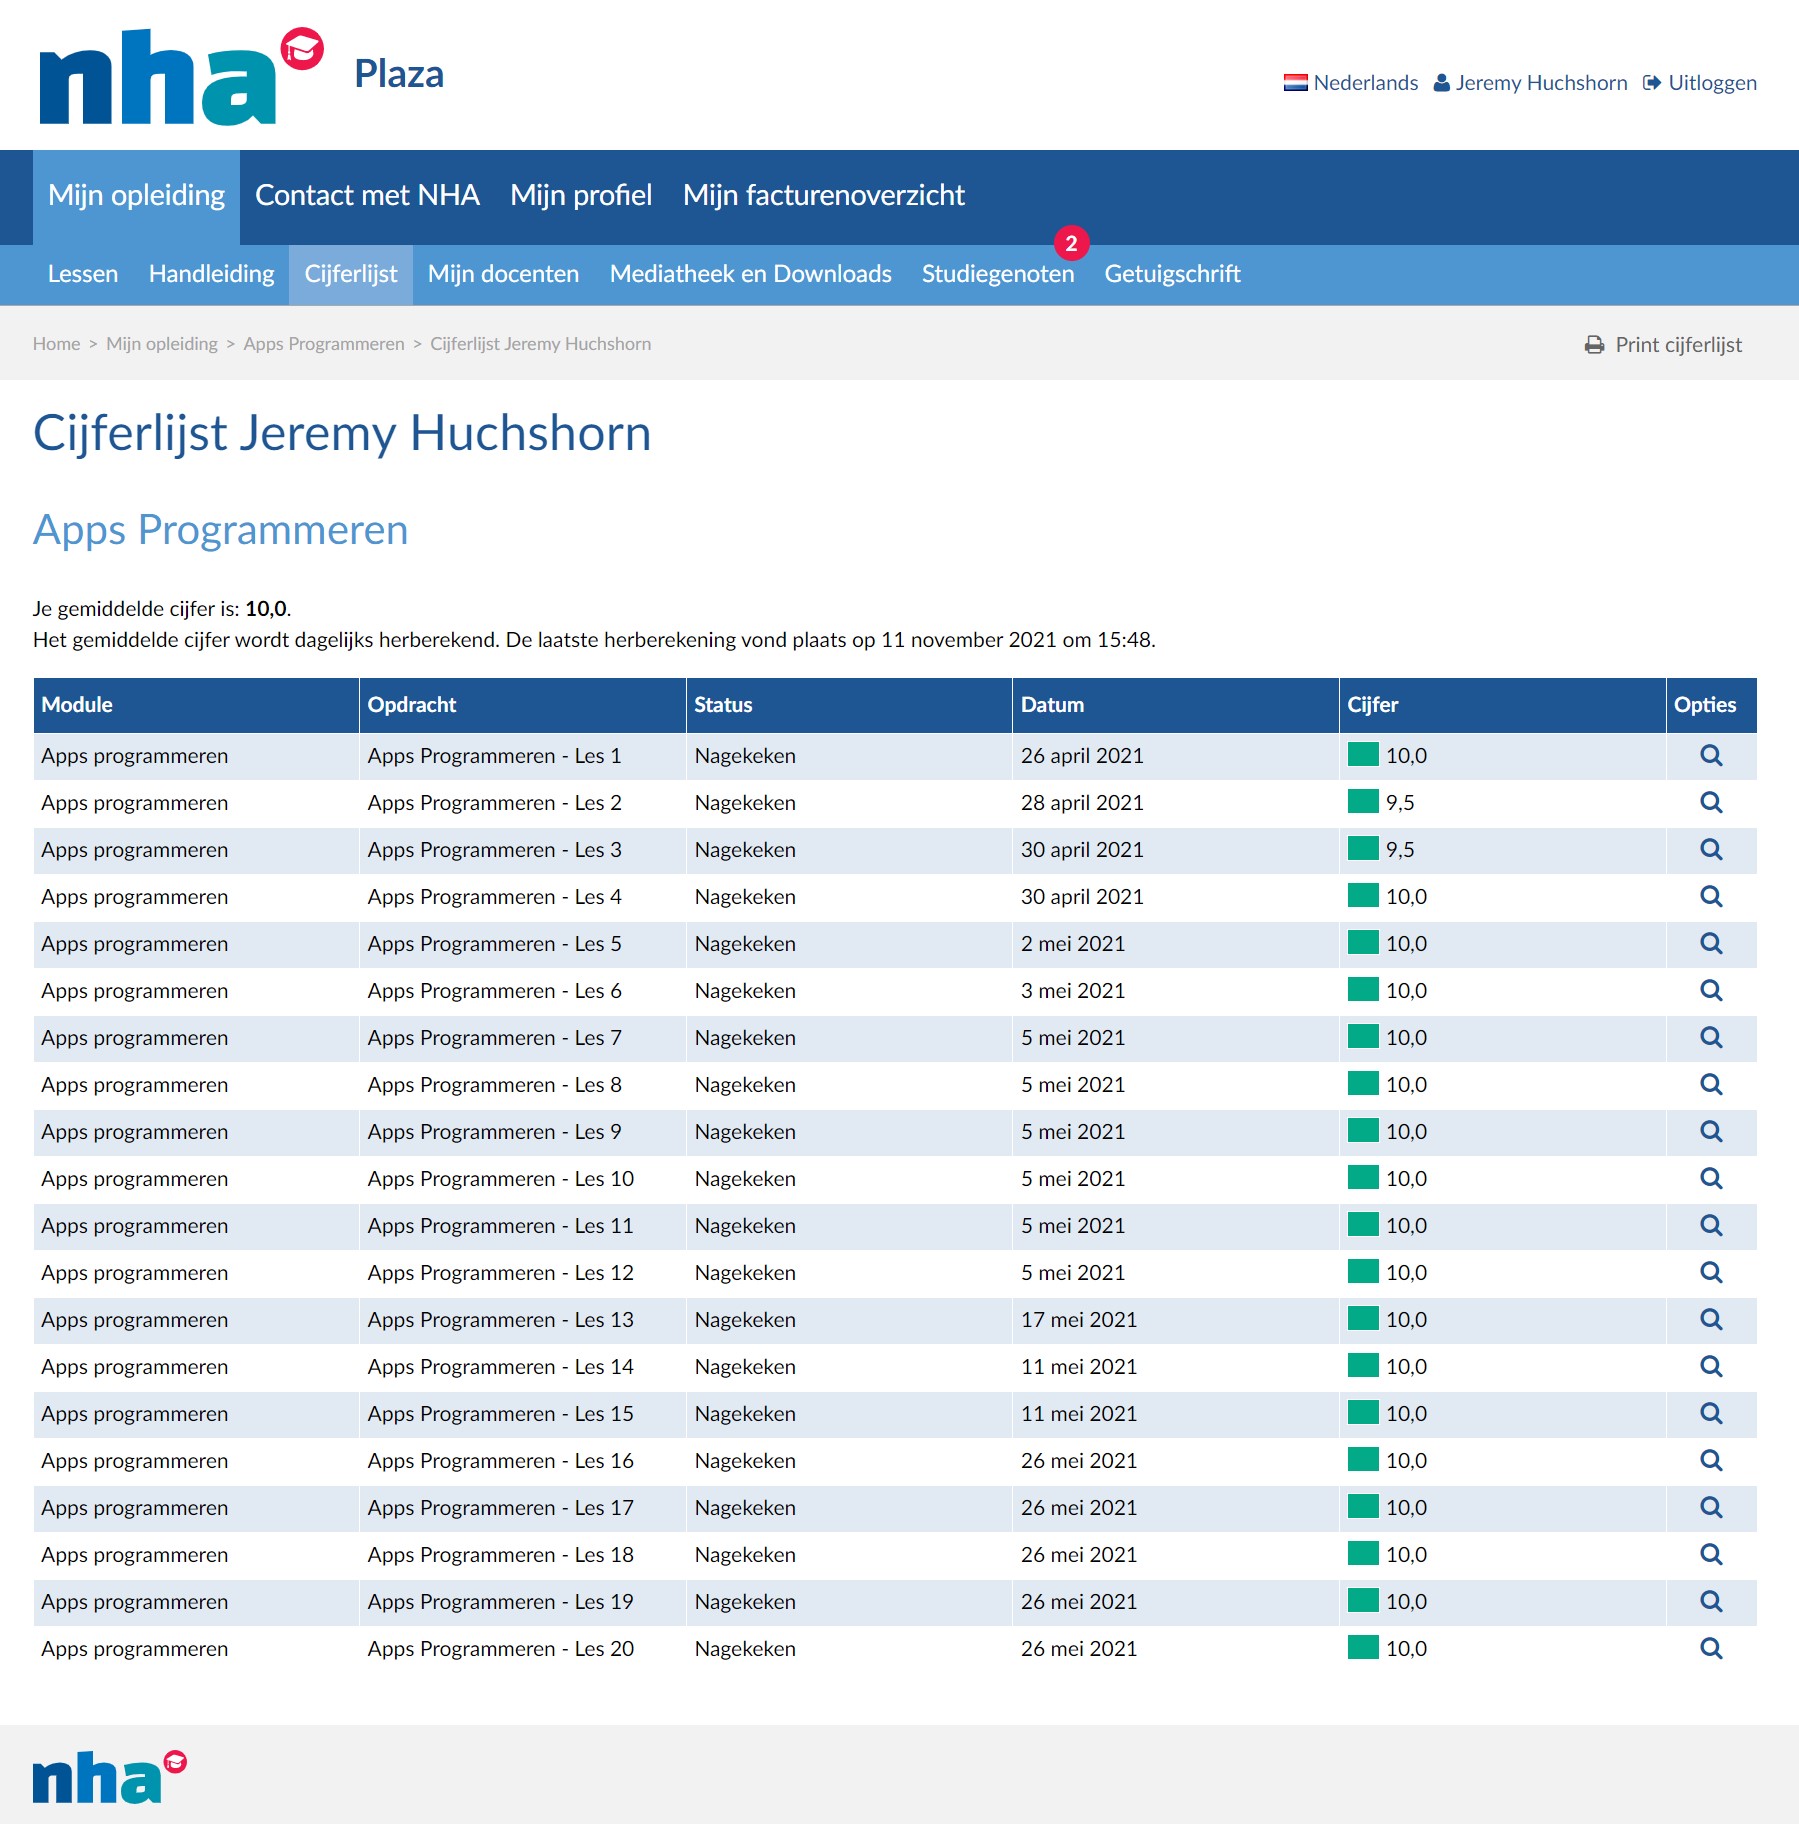 nha Plaza
Nederlands Jeremy Huchshorn Uitloggen
Mijn opleiding Contact met NHA Mijn profiel Mijn facturenoverzicht
2
Lessen Handleiding Cijferlijst Mijn docenten Mediatheek en Downloads Studiegenoten Getuigschrift
Home > Mijn opleiding > Apps Programmeren > Cijferlijst Jeremy Huchshorn Print cijferlijst
Cijferlijst Jeremy Huchshorn
Apps Programmeren
Je gemiddelde cijfer is: 10,0.
Het gemiddelde cijfer wordt dagelijks herberekend. De laatste herberekening vond plaats op 11 november 2021 om 15:48.
Module Opdracht Status Datum Cijfer Opties
Apps programmeren Apps Programmeren - Les 1 Nagekeken 26 april 2021 10,0
Apps programmeren Apps Programmeren - Les 2 Nagekeken 28 april 2021 9,5
Apps programmeren Apps Programmeren - Les 3 Nagekeken 30 april 2021 9,5
Apps programmeren Apps Programmeren - Les 4 Nagekeken 30 april 2021 10,0
Apps programmeren Apps Programmeren - Les 5 Nagekeken 2 mei 2021 10,0
Apps programmeren Apps Programmeren - Les 6 Nagekeken 3 mei 2021 10,0
Apps programmeren Apps Programmeren - Les 7 Nagekeken 5 mei 2021 10,0
Apps programmeren Apps Programmeren - Les 8 Nagekeken 5 mei 2021 10,0
Apps programmeren Apps Programmeren - Les 9 Nagekeken 5 mei 2021 10,0
Apps programmeren Apps Programmeren - Les 10 Nagekeken 5 mei 2021 10,0
Apps programmeren Apps Programmeren - Les 11 Nagekeken 5 mei 2021 10,0
Apps programmeren Apps Programmeren - Les 12 Nagekeken 5 mei 2021 10,0
Apps programmeren Apps Programmeren - Les 13 Nagekeken 17 mei 2021 10,0
Apps programmeren Apps Programmeren - Les 14 Nagekeken 11 mei 2021 10,0
Apps programmeren Apps Programmeren - Les 15 Nagekeken 11 mei 2021 10,0
Apps programmeren Apps Programmeren - Les 16 Nagekeken 26 mei 2021 10,0
Apps programmeren Apps Programmeren - Les 17 Nagekeken 26 mei 2021 10,0
Apps programmeren Apps Programmeren - Les 18 Nagekeken 26 mei 2021 10,0
Apps programmeren Apps Programmeren - Les 19 Nagekeken 26 mei 2021 10,0
Apps programmeren Apps Programmeren - Les 20 Nagekeken 26 mei 2021 10,0
nha